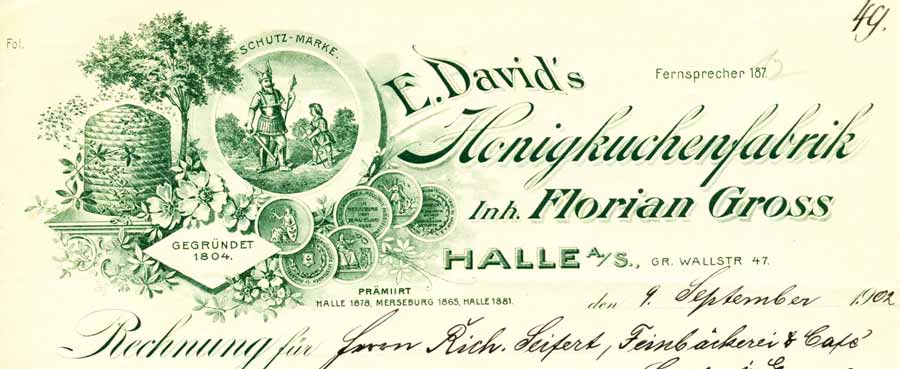 49.
Fol.
SCHUTZ-MARKE.
E. David's
Fernsprecher 187
Honigkuchenfabrik
Inh. Florian Gross
HALLE A/S., GR. WALLSTR 47.
GEGRÜNDET
1804.
PRÄMIIRT
HALLE 1878, MERSEBURG 1865, HALLE 1881.
den 9. September 1902
Rechnung für Herrn Rich. Seifert, Feinbäckerei & Café